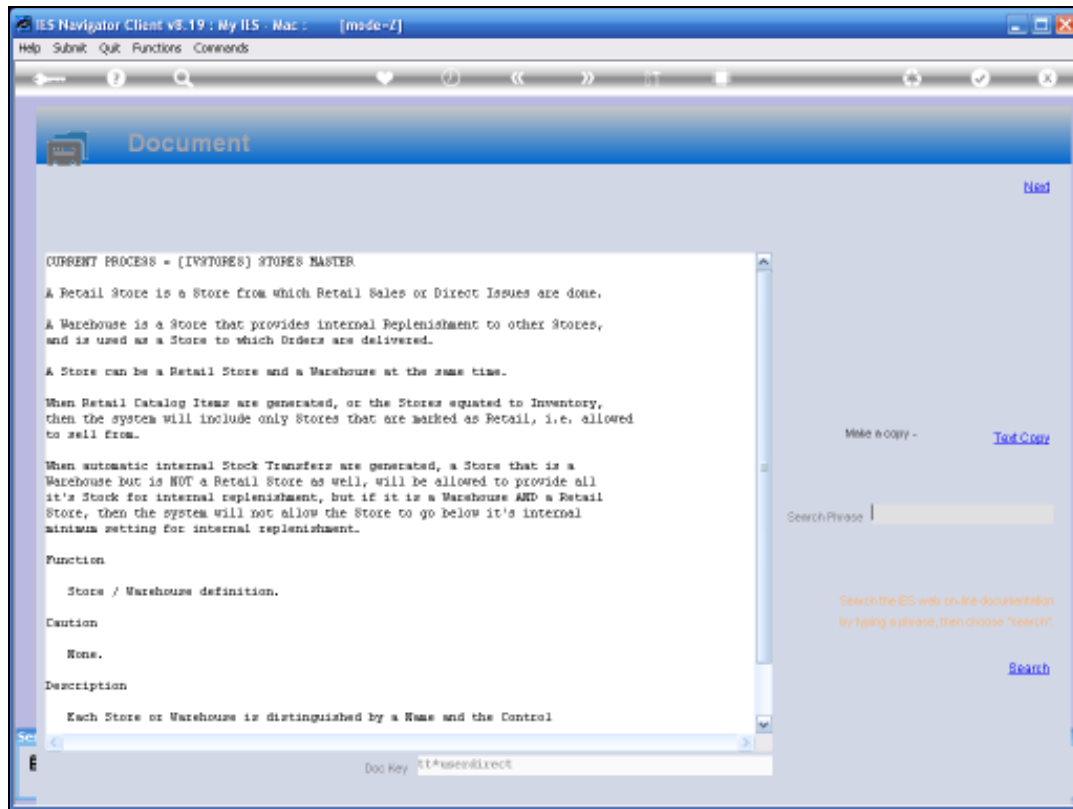 IES Navigator Client v8.19 : My IES - Mac : [mode=Z]
Help Submit Quit Functions Commands
Document
Next
CURRENT PROCESS = [IVSTORES] STORES MASTER
A Retail Store is a Store from which Retail Sales or Direct Issues are done.
A Warehouse is a Store that provides internal Replenishment to other Stores,
and is used as a Store to which Orders are delivered.
A Store can be a Retail Store and a Warehouse at the same time.
When Retail Catalog Items are generated, or the Stores equated to Inventory,
then the system will include only Stores that are marked as Retail, i.e. allowed
to sell from.
When automatic internal Stock Transfers are generated, a Store that is a
Warehouse but is NOT a Retail Store as well, will be allowed to provide all
it's Stock for internal replenishment, but if it is a Warehouse AND a Retail
Store, then the system will not allow the Store to go below it's internal
minimum setting for internal replenishment.
Function
Store / Warehouse definition.
Caution
None.
Description
Each Store or Warehouse is distinguished by a Name and the Control
Make a copy -
Text Copy
Search Phrase
Search the IES web on-line documentation
by typing a phrase, then choose "search".
Search
Doc Key tt*userdirect